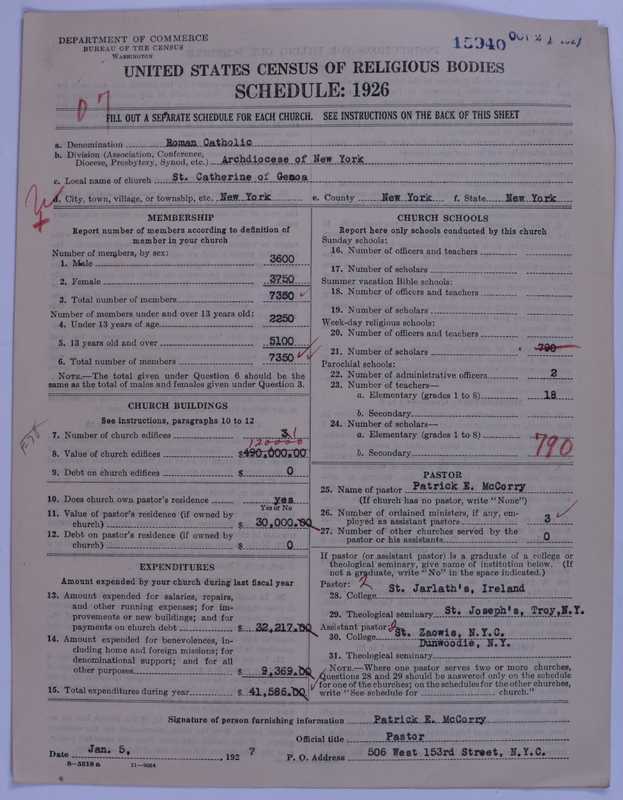 DEPARTMENT OF COMMERCE
BUREAU OF THE CENSUS
WASHINGTON
15940 OCT 2 1927
UNITED STATES CENSUS OF RELIGIOUS BODIES
SCHEDULE: 1926
FILL OUT A SEPARATE SCHEDULE FOR EACH CHURCH. SEE INSTRUCTIONS ON THE BACK OF THIS SHEET
a. Denomination Roman Catholic
b. Division (Association, Conference, Diocese, Presbytery, Synod, etc.) Archdiocese of New York
c. Local name of church St. Catherine of Genoa
d. City, town, village, or township, etc. New York e. County New York f. State New York
MEMBERSHIP
Report number of members according to definition of
member in your church
Number of members, by sex:
1. Male 3600
2. Female 3750
3. Total number of members 7350
Number of members under and over 13 years old:
4. Under 13 years of age 2250
5. 13 years old and over 5100
6. Total number of members 7350
NOTE.—The total given under Question 6 should be
same as the total of males and females given under Question 3.
CHURCH BUILDINGS
See instructions, paragraphs 10 to 12
7. Number of church edifices 3 1
120000
8. Value of church edifices $490,000.00
9. Debt on church edifices $ 0
10. Does church own pastor's residence yes
Yes or No
11. Value of pastor's residence (if owned by
church) $ 30,000.00
12. Debt on pastor's residence (if owned by
church) $ 0
EXPENDITURES
Amount expended by your church during last fiscal year
13. Amount expended for salaries, repairs,
and other running expenses; for im-
provements or new buildings; and for
payments on church debt $ 32,217.00
14. Amount expended for benevolences, in-
cluding home and foreign missions; for
denominational support; and for all
other purposes $ 9,369.00
15. Total expenditures during year $ 41,586.00
CHURCH SCHOOLS
Report here only schools conducted by this church
Sunday schools:
16. Number of officers and teachers
17. Number of scholars
Summer vacation Bible schools:
18. Number of officers and teachers
19. Number of scholars
Week-day religious schools:
20. Number of officers and teachers
21. Number of scholars 790
Parochial schools:
22. Number of administrative officers 2
23. Number of teachers—
a. Elementary (grades 1 to 8) 18
b. Secondary
24. Number of scholars—
a. Elementary (grades 1 to 8) 790
b. Secondary
PASTOR
25. Name of pastor Patrick E. McCorry
(If church has no pastor, write "None")
26. Number of ordained ministers, if any, em-
ployed as assistant pastors 3
27. Number of other churches served by the
pastor or his assistants 0
If pastor (or assistant pastor) is a graduate of a college or
theological seminary, give name of institution below. (If
not a graduate, write "No" in the space indicated.)
Pastor: 2
28. College St. Jarlath's, Ireland
29. Theological seminary St. Joseph's, Troy, N.Y.
Assistant pastor: 3
30. College St. Zaowis, N.Y.C.
Dunwoodie, N.Y.
31. Theological seminary
NOTE.—Where one pastor serves two or more churches,
Questions 28 and 29 should be answered only on the schedule
for one of the churches; on the schedules for the other churches,
write "See schedule for church."
Signature of person furnishing information Patrick E. McCorry
Official title Pastor
Date Jan. 5, , 192 7 P. O. Address 506 West 153rd Street, N.Y.C.
8—5518 a 11—9684